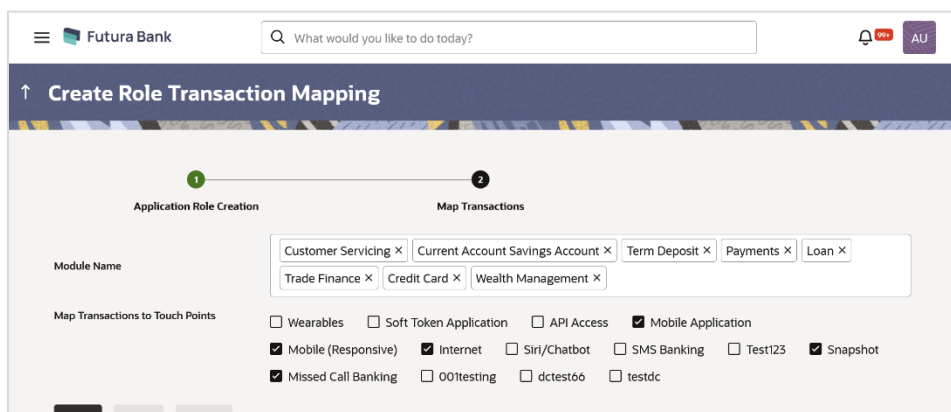 Futura Bank
What would you like to do today?
99+
AU
Create Role Transaction Mapping
1
2
Application Role Creation
Map Transactions
Module Name
Customer Servicing × Current Account Savings Account × Term Deposit × Payments × Loan ×
Trade Finance × Credit Card × Wealth Management ×
Map Transactions to Touch Points
Wearables Soft Token Application API Access Mobile Application
Mobile (Responsive) Internet Siri/Chatbot SMS Banking Test123 Snapshot
Missed Call Banking 001testing dctest66 testdc